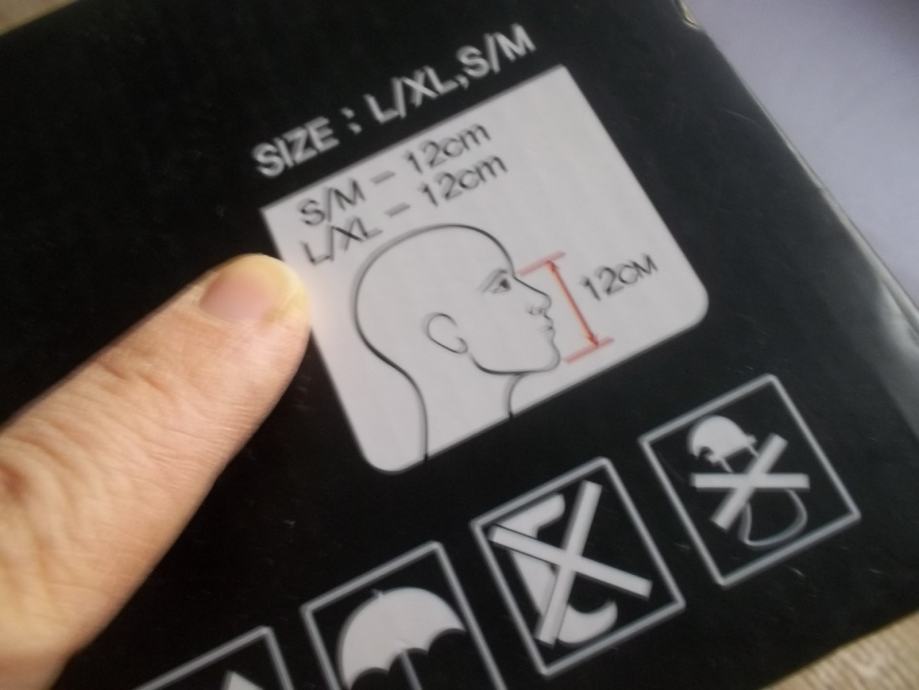 SIZE : L/XL,S/M
S/M - 12cm
L/XL - 12cm
12CM